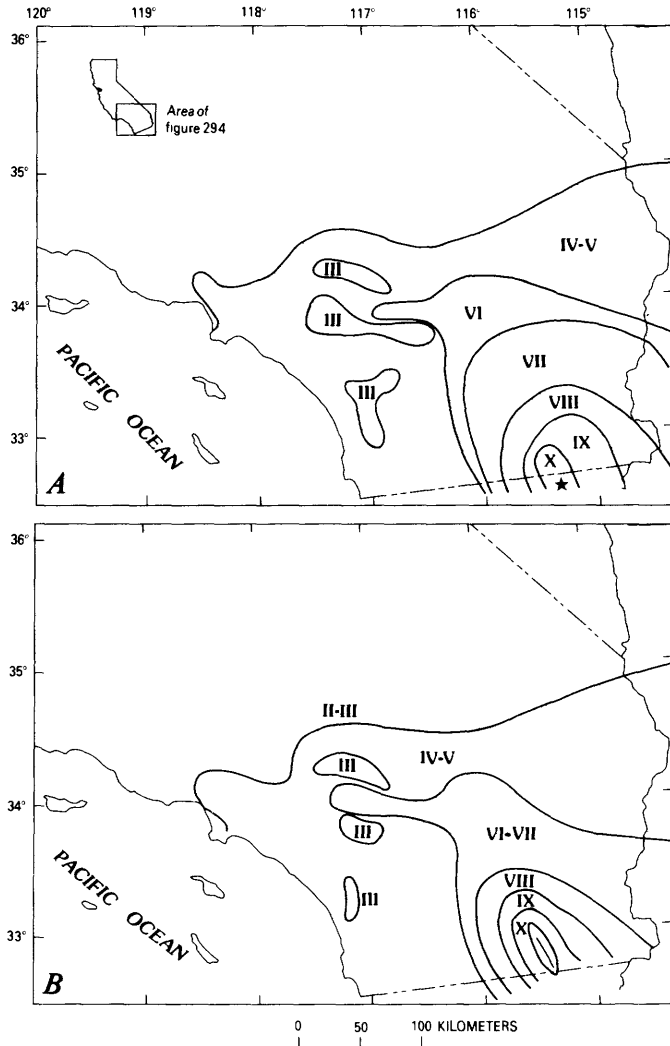 120° 119° 118° 117° 116° 115°
36°
Area of
figure 294
35°
IV-V
III
34°
III
VI
VII
III
PACIFIC OCEAN
VIII
33°
IX
X
A
36°
35°
II-III
III
IV-V
34°
III
VI-VII
PACIFIC OCEAN
VIII
III
IX
33°
X
B
0 50 100 KILOMETERS